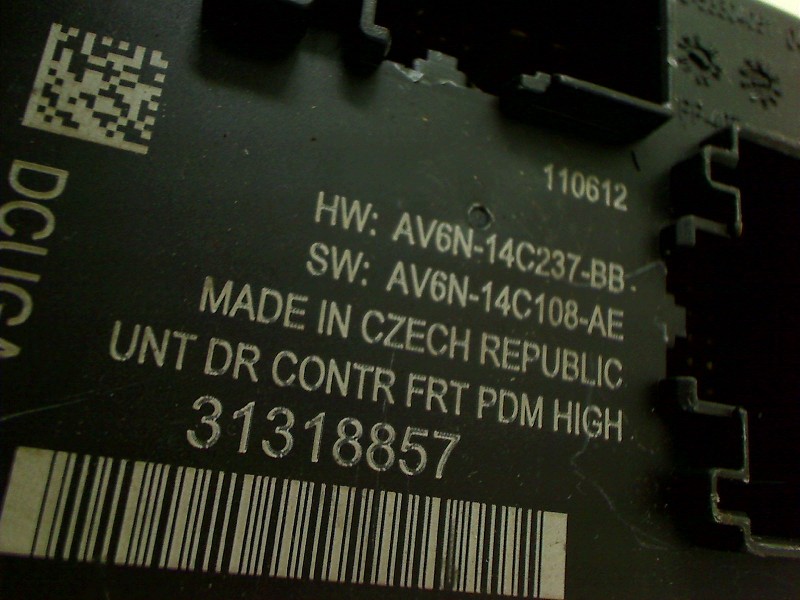 110612
HW: AV6N-14C237-BB
SW: AV6N-14C108-AE
MADE IN CZECH REPUBLIC
UNT DR CONTR FRT PDM HIGH
31318857